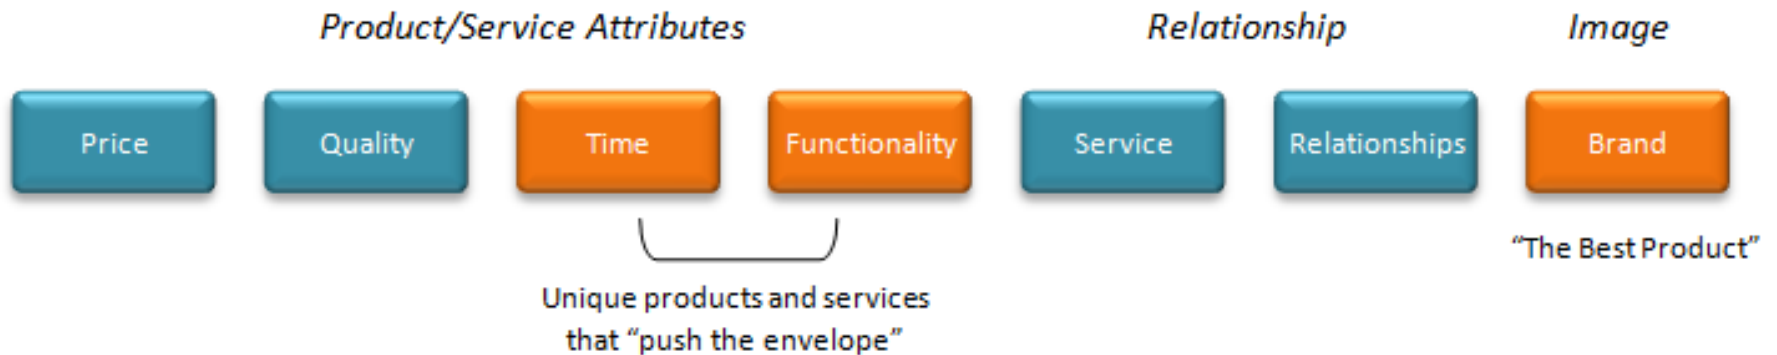 Product/Service Attributes
Relationship
Image
Price
Quality
Time
Functionality
Service
Relationships
Brand
Unique products and services
that “push the envelope”
“The Best Product”